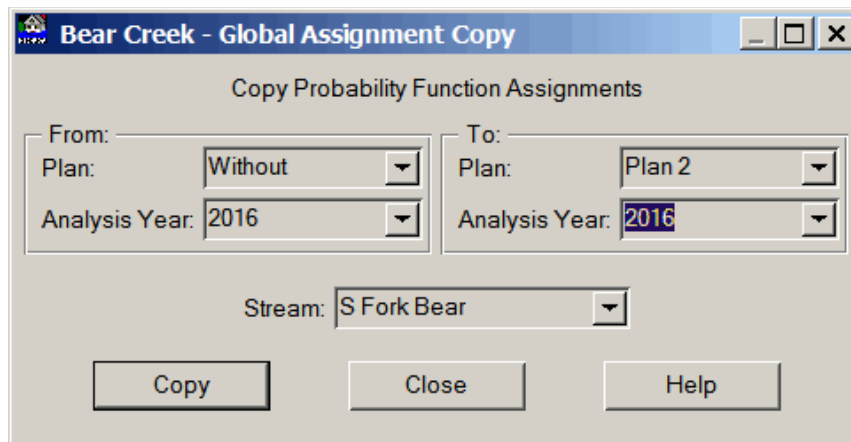 Bear Creek - Global Assignment Copy
Copy Probability Function Assignments
From:
Plan: Without
Analysis Year: 2016
To:
Plan: Plan 2
Analysis Year: 2016
Stream: S Fork Bear
Copy Close Help